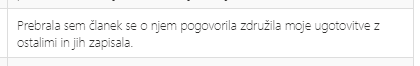 Prebrala sem članek se o njem pogovorila združila moje ugotovitve z
ostalimi in jih zapisala.